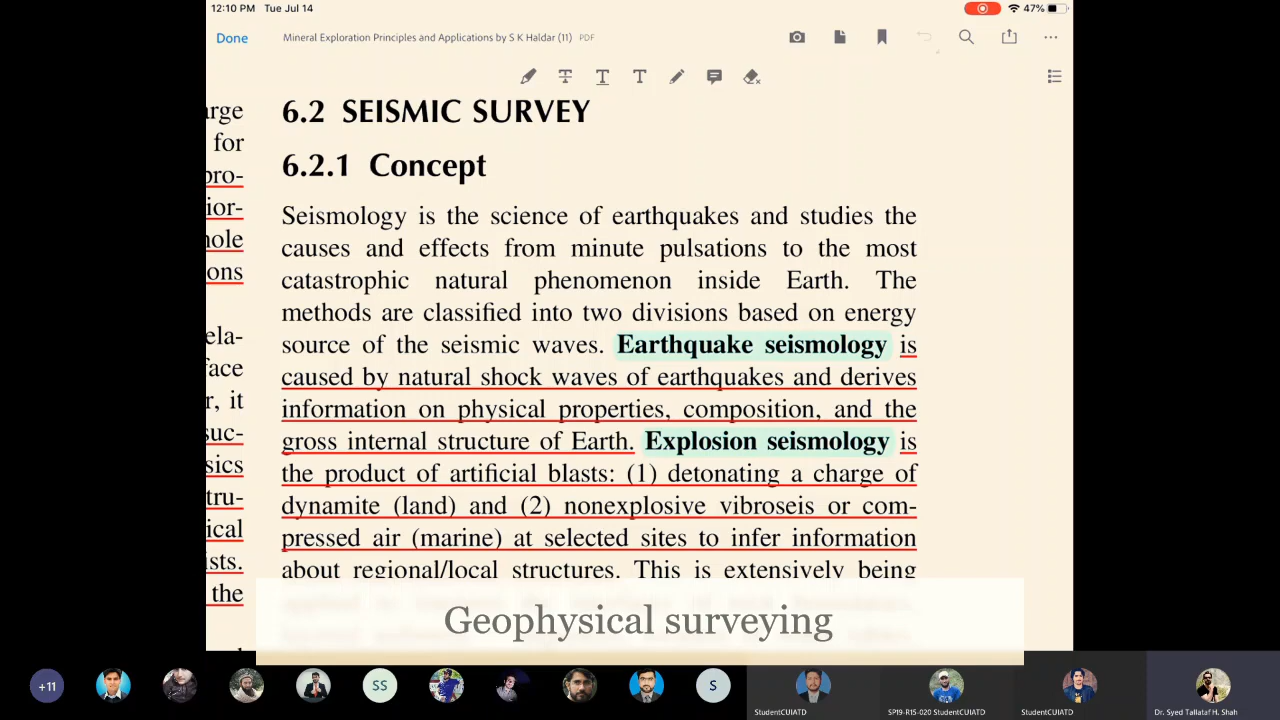 12:10 PM Tue Jul 14
47%
Done
Mineral Exploration Principles and Applications by S K Haldar (11) PDF
6.2 SEISMIC SURVEY
6.2.1 Concept
Seismology is the science of earthquakes and studies the
causes and effects from minute pulsations to the most
catastrophic natural phenomenon inside Earth. The
methods are classified into two divisions based on energy
source of the seismic waves. Earthquake seismology is
caused by natural shock waves of earthquakes and derives
information on physical properties, composition, and the
gross internal structure of Earth. Explosion seismology is
the product of artificial blasts: (1) detonating a charge of
dynamite (land) and (2) nonexplosive vibroseis or com-
pressed air (marine) at selected sites to infer information
about regional/local structures. This is extensively being
for
pro-
ior-
ons
ela-
r, it
suc-
sics
tru-
ical
ists.
the
Geophysical surveying
+11
SS
S
StudentCUIATD
SP19-R15-020 StudentCUIATD
StudentCUIATD
Dr. Syed Tallataf H. Shah